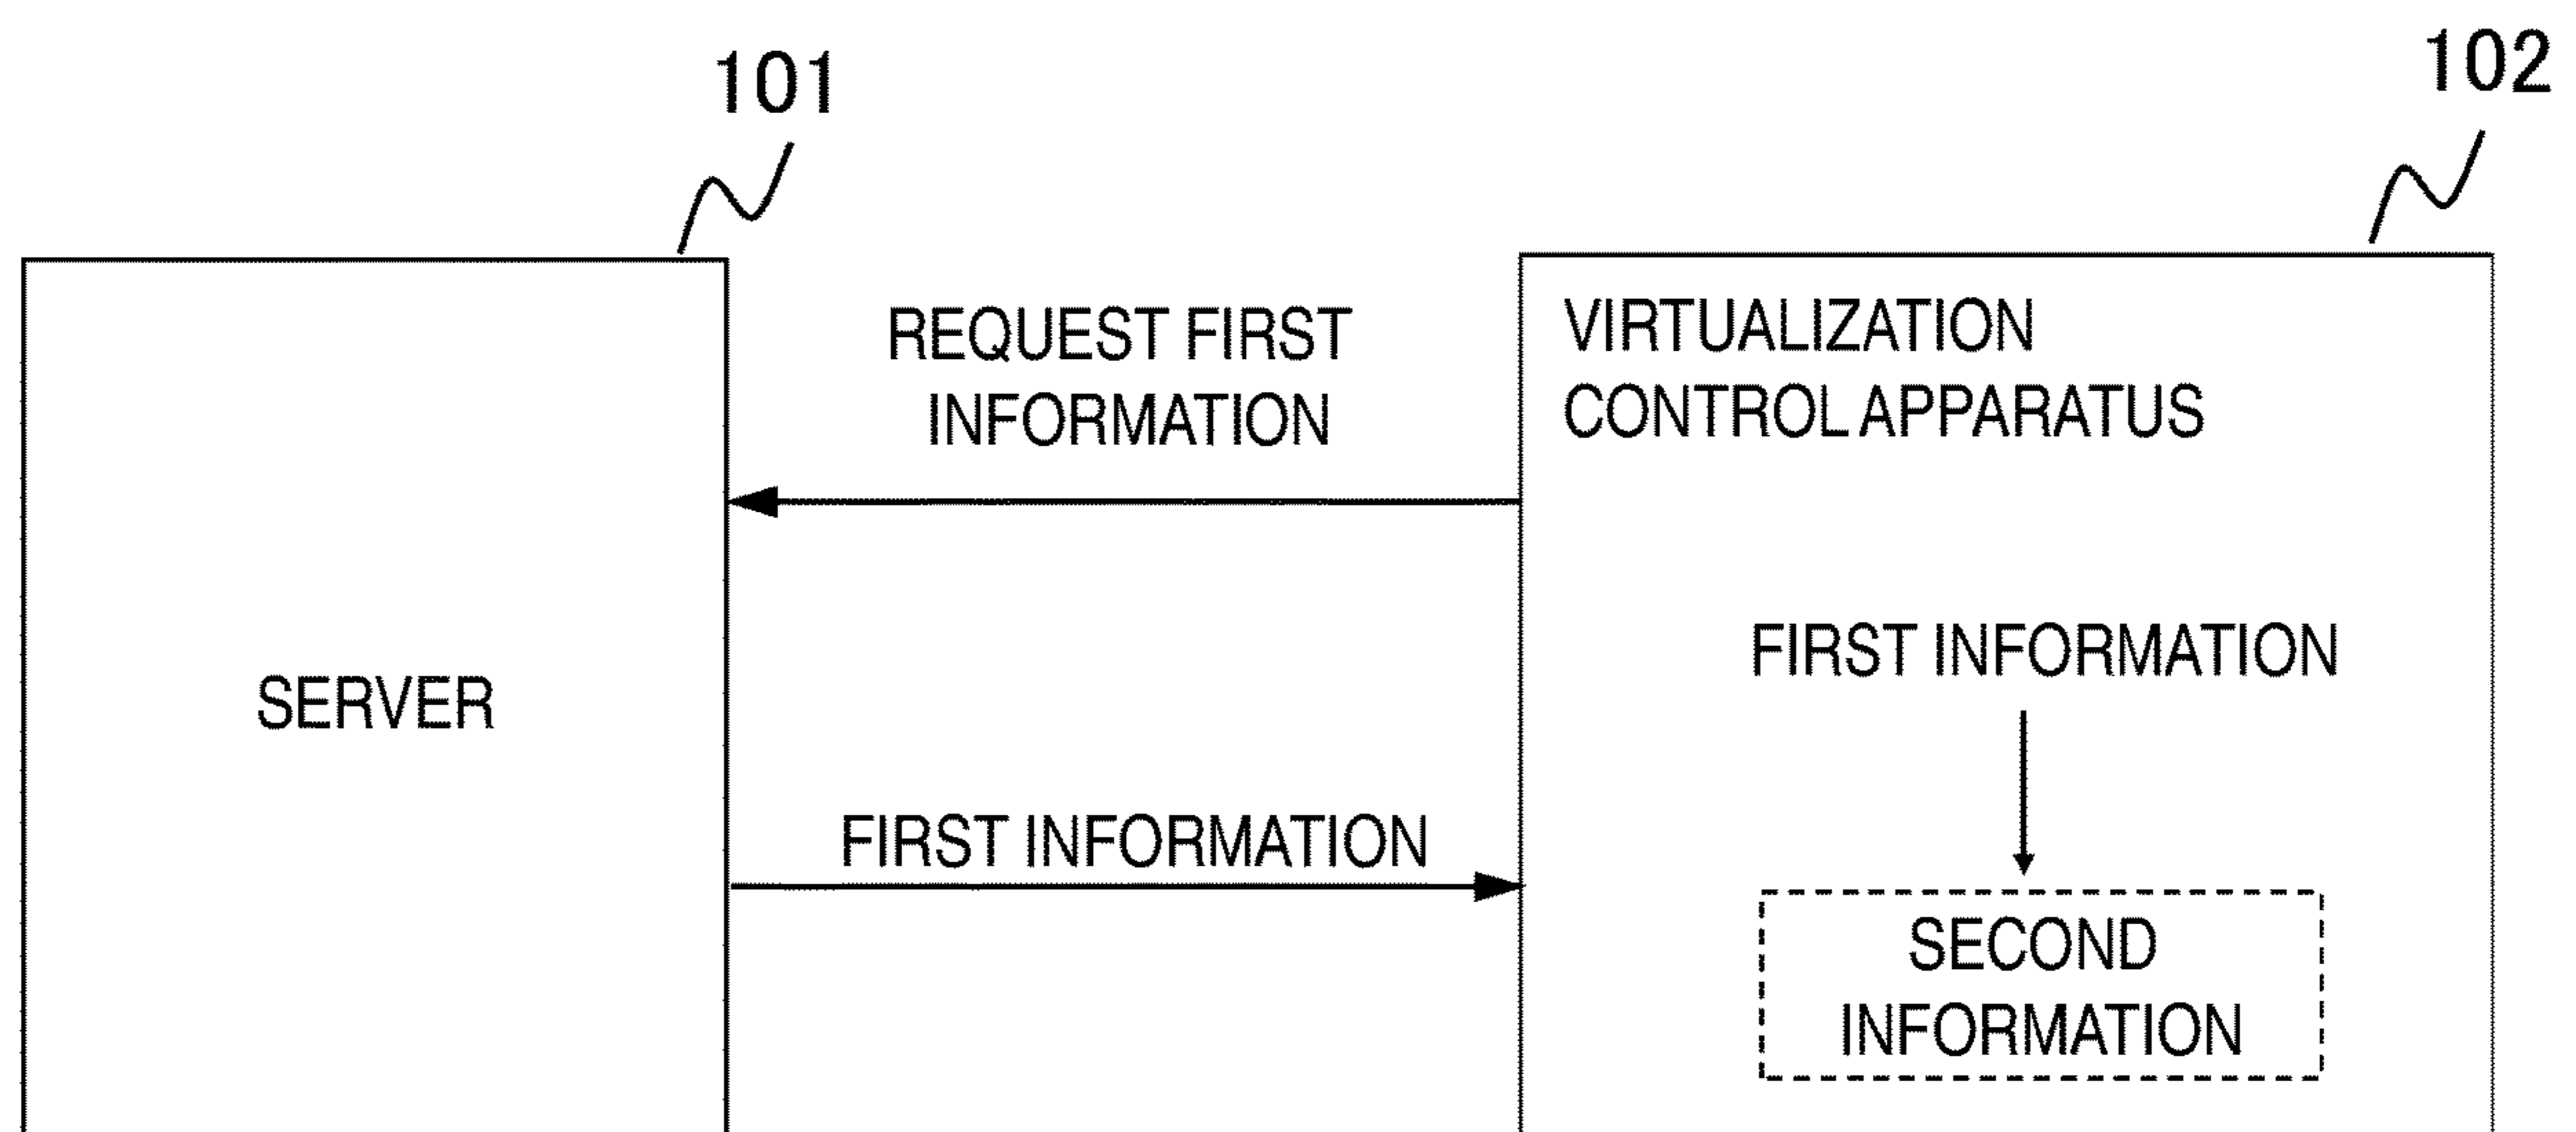 101
102
REQUEST FIRST
INFORMATION
VIRTUALIZATION
CONTROL APPARATUS
SERVER
FIRST INFORMATION
FIRST INFORMATION
SECOND
INFORMATION